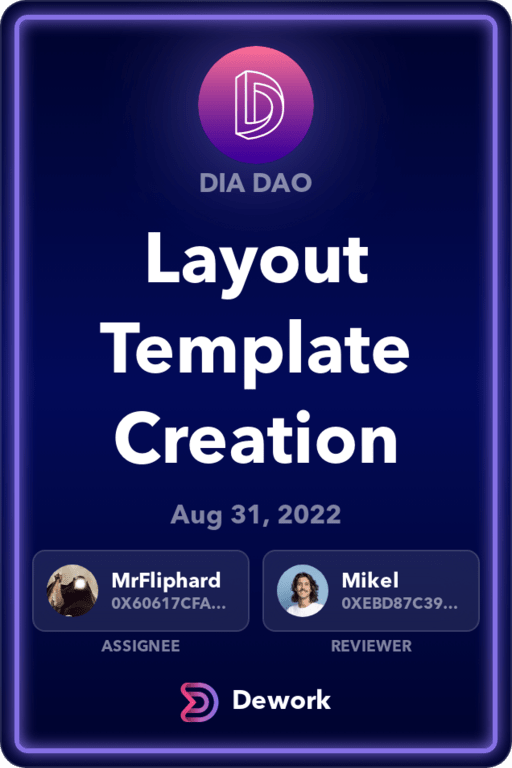 DIA DAO
Layout
Template
Creation
Aug 31, 2022
MrFliphard
0X60617CFA...
Mikel
0XEBD87C39...
ASSIGNEE
REVIEWER
Dework